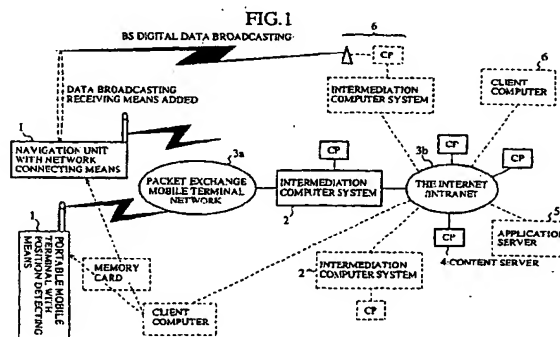 FIG.1
BS DIGITAL DATA BROADCASTING
6
CP
DATA BROADCASTING
RECEIVING MEANS ADDED
INTERMEDIATION
COMPUTER SYSTEM
6
CLIENT
COMPUTER
1
NAVIGATION UNIT
WITH NETWORK
CONNECTING MEANS
3a
PACKET EXCHANGE
MOBILE TERMINAL
NETWORK
CP
INTERMEDIATION
COMPUTER SYSTEM
2
3b
CP
CP
THE INTERNET
/INTRANET
1
PORTABLE MOBILE
TERMINAL WITH
POSITION DETECTING
MEANS
MEMORY
CARD
CLIENT
COMPUTER
2
INTERMEDIATION
COMPUTER SYSTEM
CP
CP
4 CONTENT SERVER
5
APPLICATION
SERVER